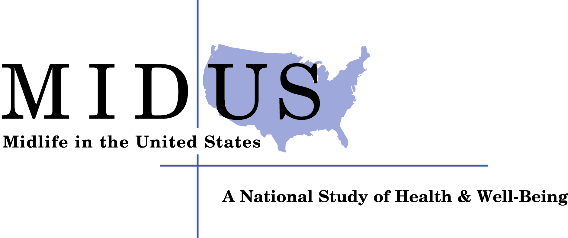 MIDUS
Midlife in the United States
A National Study of Health & Well-Being